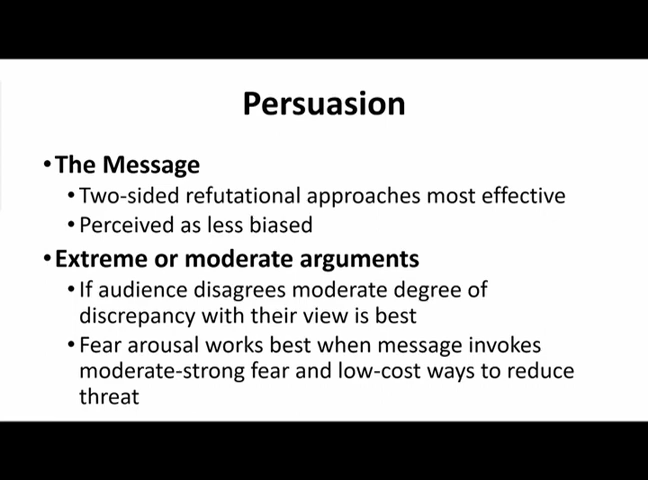 Persuasion
•The Message
•Two-sided refutational approaches most effective
•Perceived as less biased
•Extreme or moderate arguments
•If audience disagrees moderate degree of
discrepancy with their view is best
•Fear arousal works best when message invokes
moderate-strong fear and low-cost ways to reduce
threat